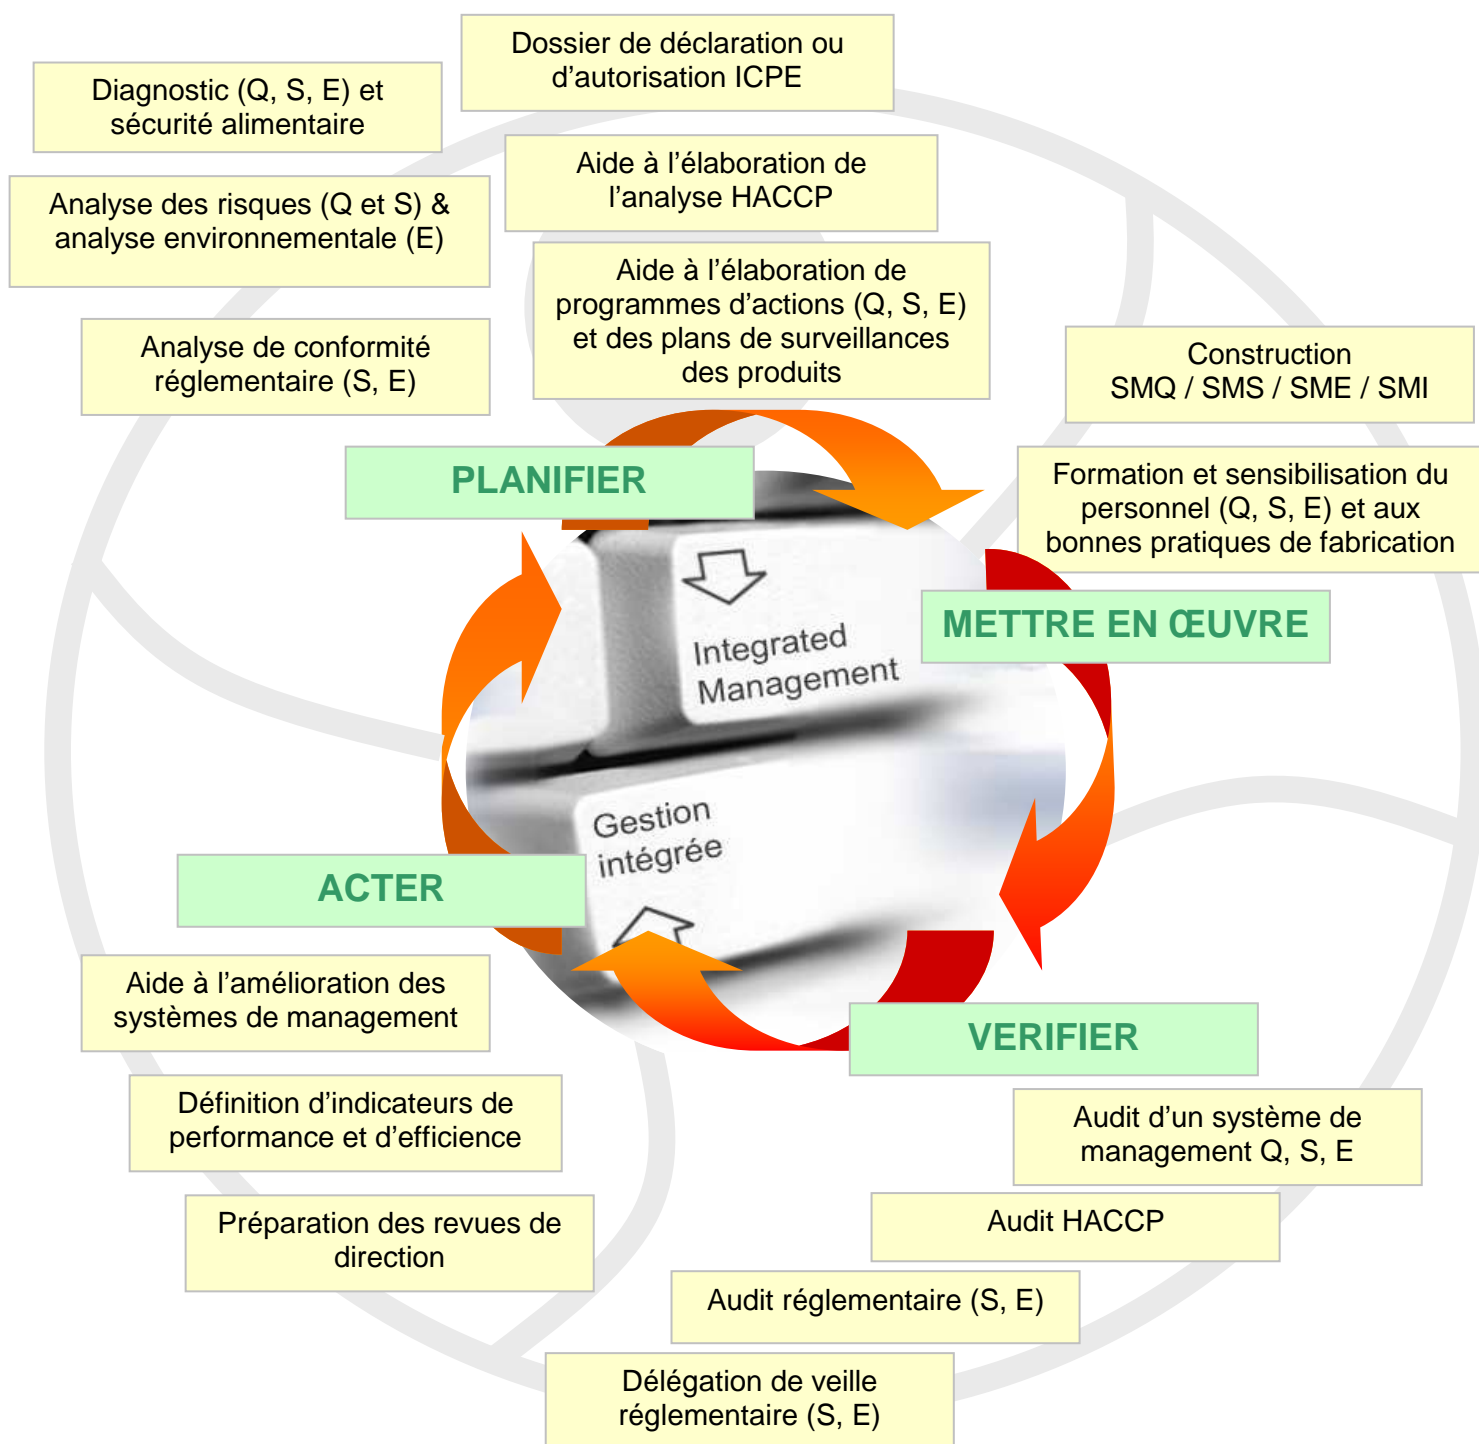 Dossier de déclaration ou
d’autorisation ICPE
Diagnostic (Q, S, E) et
sécurité alimentaire
Aide à l’élaboration de
l’analyse HACCP
Analyse des risques (Q et S) &
analyse environnementale (E)
Aide à l’élaboration de
programmes d’actions (Q, S, E)
et des plans de surveillances
des produits
Analyse de conformité
réglementaire (S, E)
Construction
SMQ / SMS / SME / SMI
PLANIFIER
Formation et sensibilisation du
personnel (Q, S, E) et aux
bonnes pratiques de fabrication
METTRE EN ŒUVRE
Integrated
Management
Gestion
intégrée
ACTER
Aide à l’amélioration des
systèmes de management
VERIFIER
Définition d’indicateurs de
performance et d’efficience
Audit d’un système de
management Q, S, E
Préparation des revues de
direction
Audit HACCP
Audit réglementaire (S, E)
Délégation de veille
réglementaire (S, E)